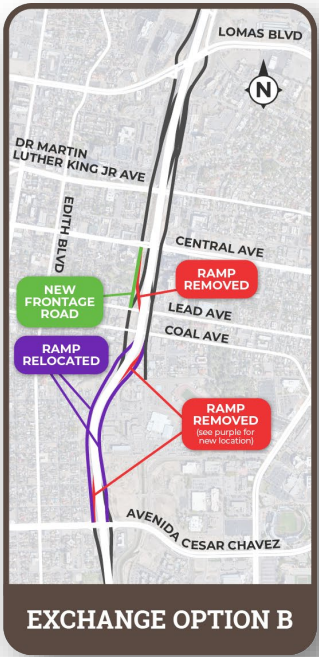 LOMAS BLVD
N
DR MARTIN
LUTHER KING JR AVE
EDITH BLVD
CENTRAL AVE
RAMP
REMOVED
NEW
FRONTAGE
ROAD
LEAD AVE
COAL AVE
RAMP
RELOCATED
RAMP
REMOVED
(see purple for
new location)
AVENIDA CESAR CHAVEZ
EXCHANGE OPTION B